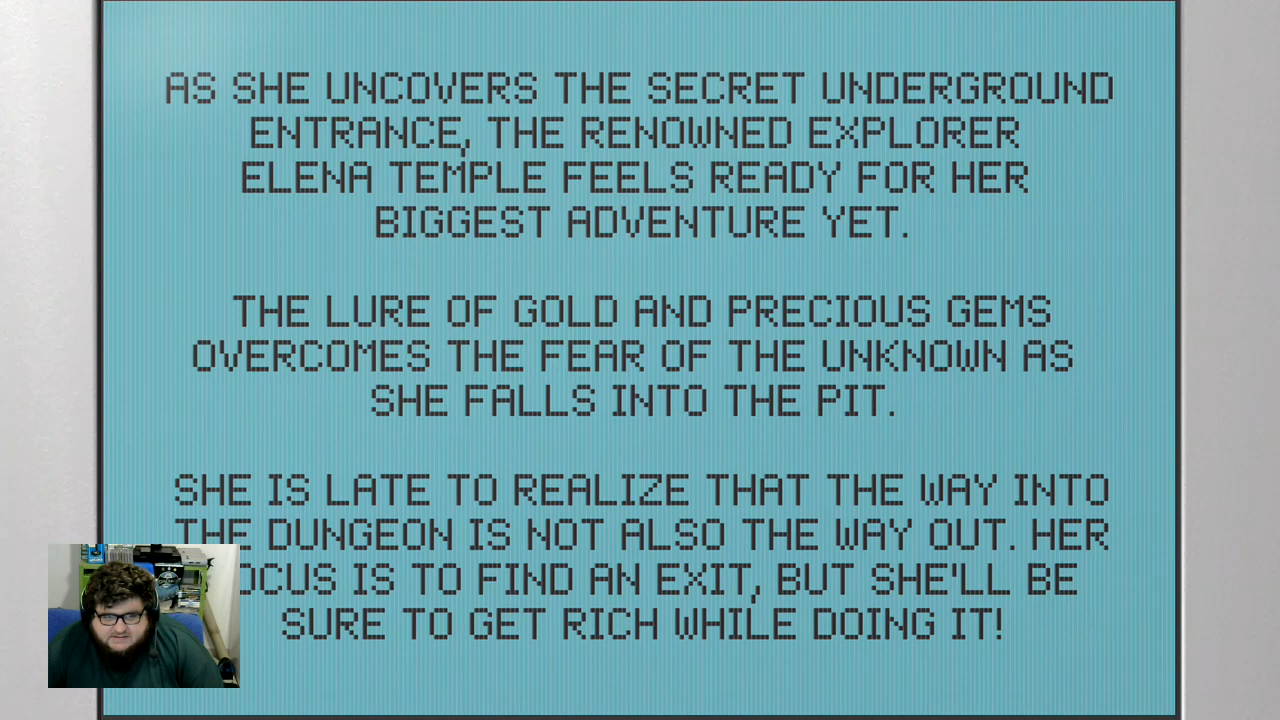 AS SHE UNCOVERS THE SECRET UNDERGROUND
ENTRANCE, THE RENOWNED EXPLORER
ELENA TEMPLE FEELS READY FOR HER
BIGGEST ADVENTURE YET.
THE LURE OF GOLD AND PRECIOUS GEMS
OVERCOMES THE FEAR OF THE UNKNOWN AS
SHE FALLS INTO THE PIT.
SHE IS LATE TO REALIZE THAT THE WAY INTO
THE DUNGEON IS NOT ALSO THE WAY OUT. HER
OCUS IS TO FIND AN EXIT, BUT SHE'LL BE
SURE TO GET RICH WHILE DOING IT!